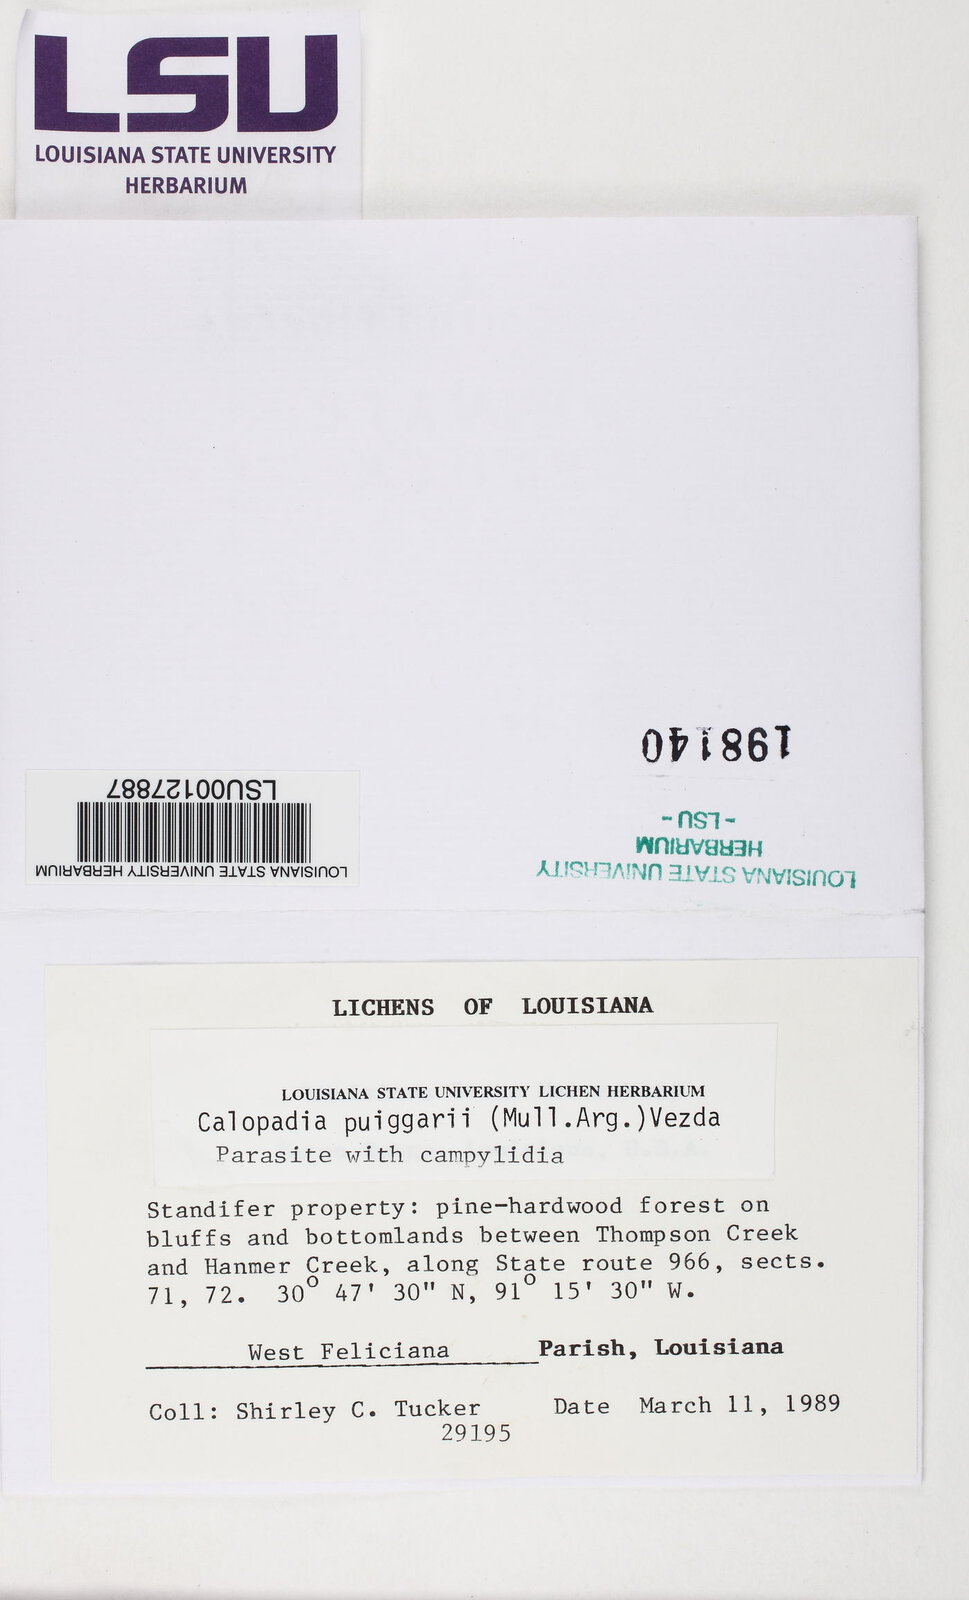 LSU
LOUISIANA STATE UNIVERSITY
HERBARIUM
198140
- LSU -
HERBARIUM
LOUISIANA STATE UNIVERSITY
LSU00127887
LOUISIANA STATE UNIVERSITY HERBARIUM
LICHENS OF LOUISIANA
LOUISIANA STATE UNIVERSITY LICHEN HERBARIUM
Calopadia puiggarii (Mull.Arg.)Vezda
Parasite with campylidia
Standifer property: pine-hardwood forest on
bluffs and bottomlands between Thompson Creek
and Hanmer Creek, along State route 966, sects.
71, 72. 30° 47' 30" N, 91° 15' 30" W.
West Feliciana Parish, Louisiana
Coll: Shirley C. Tucker Date March 11, 1989
29195